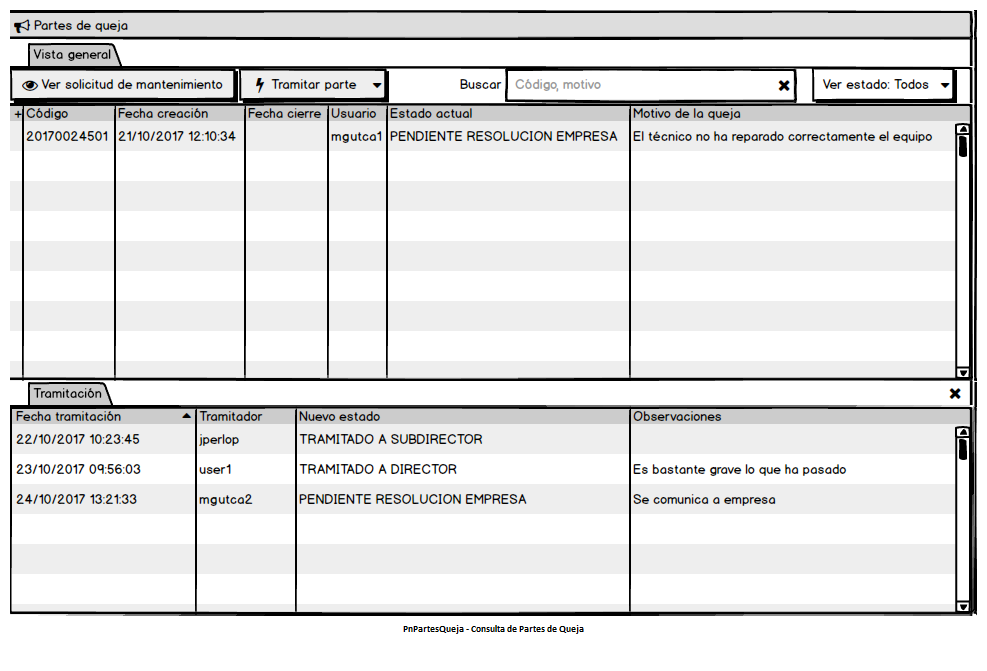 Partes de queja
Vista general
Ver solicitud de mantenimiento Tramitar parte Buscar Código, motivo Ver estado: Todos
+ Código Fecha creación Fecha cierre Usuario Estado actual Motivo de la queja
20170024501 21/10/2017 12:10:34 mgutca1 PENDIENTE RESOLUCION EMPRESA El técnico no ha reparado correctamente el equipo
Tramitación
Fecha tramitación Tramitador Nuevo estado Observaciones
22/10/2017 10:23:45 jperlop TRAMITADO A SUBDIRECTOR
23/10/2017 09:56:03 user1 TRAMITADO A DIRECTOR Es bastante grave lo que ha pasado
24/10/2017 13:21:33 mgutca2 PENDIENTE RESOLUCION EMPRESA Se comunica a empresa
PnPartesQueja - Consulta de Partes de Queja